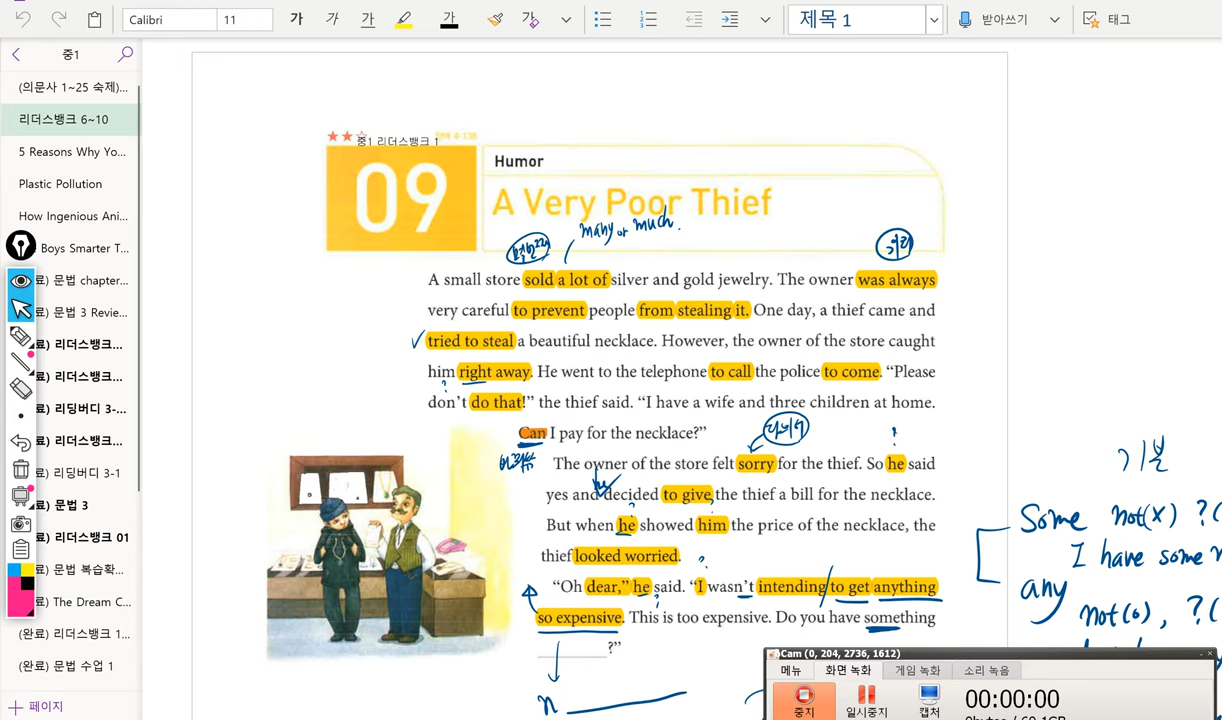 Calibri
11
가
가
가
가
제목 1
받아쓰기
태그
중1
(의문사 1~25 숙제)...
리더스뱅크 6~10
5 Reasons Why Yo...
Plastic Pollution
How Ingenious Ani...
Boys Smarter T...
료) 문법 chapter...
료) 문법 3 Revie...
료) 리더스뱅크...
료) 리더스뱅크...
료) 리딩버디 3-...
료) 리더스뱅크...
료) 리딩버디 3-1
문법 3
료) 리더스뱅크 01
료) 문법 복습확...
료) The Dream C...
(완료) 리더스뱅크 1...
(완료) 문법 수업 1
페이지
중1 리더스뱅크 1
09
Humor
A Very Poor Thief
many or much.
A small store sold a lot of silver and gold jewelry. The owner was always
very careful to prevent people from stealing it. One day, a thief came and
tried to steal a beautiful necklace. However, the owner of the store caught
him right away. He went to the telephone to call the police to come. “Please
don’t do that!” the thief said. “I have a wife and three children at home.
Can I pay for the necklace?”
The owner of the store felt sorry for the thief. So he said
yes and decided to give the thief a bill for the necklace.
But when he showed him the price of the necklace, the
thief looked worried.
“Oh dear,” he said. “I wasn’t intending to get anything
so expensive. This is too expensive. Do you have something
?”
he
n
기본
Some not(x) ?(
I have some
any
not(o), ?(
oCam (0, 204, 2736, 1612)
메뉴
화면 녹화
게임 녹화
소리 녹음
중지
일시중지
캡처
00:00:00